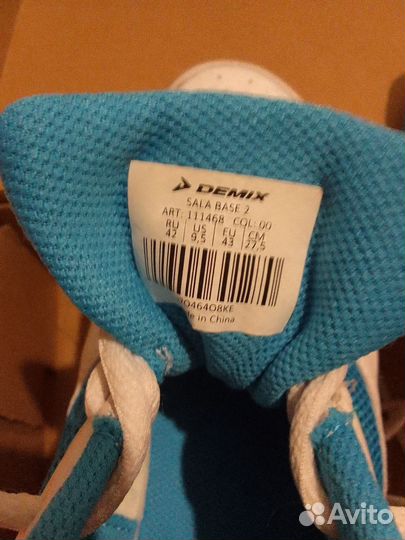 DEMIX
SALA BASE 2
ART: 111468 COL: 00
RU US EU CM
42 9,5 43 27,5
in China
Avito